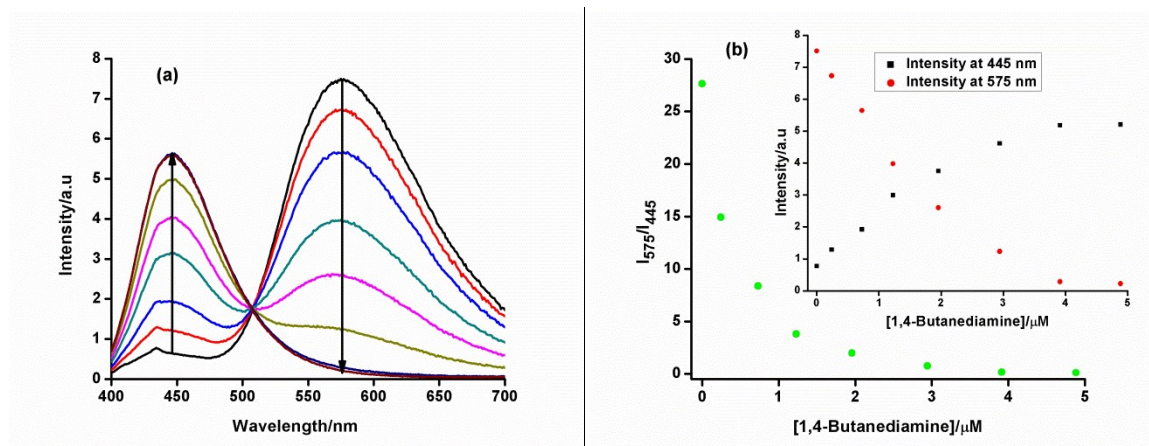 (a)
Intensity/a.u
8
7
6
5
4
3
2
1
0
400 450 500 550 600 650 700
Wavelength/nm
(b)
I575/I445
30
25
20
15
10
5
0
0 1 2 3 4 5
[1,4-Butanediamine]/μM
Intensity at 445 nm
Intensity at 575 nm
Intensity/a.u
8
7
6
5
4
3
2
1
0
0 1 2 3 4 5
[1,4-Butanediamine]/μM